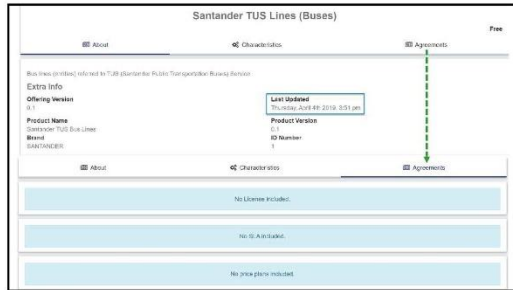 Santander TUS Lines (Buses)
Free
About Characteristics Agreements
Bus lines (entities) referred to TUS (Santander Public Transportation Buses) Service
Extra Info
Offering Version Last Updated
0.1 Thursday, April 4th 2019, 3:31 pm
Product Name Product Version
Santander TUS Bus Lines 0.1
Brand ID Number
SANTANDER 1
About Characteristics Agreements
No License Included.
No SLA Included.
No price plans included.